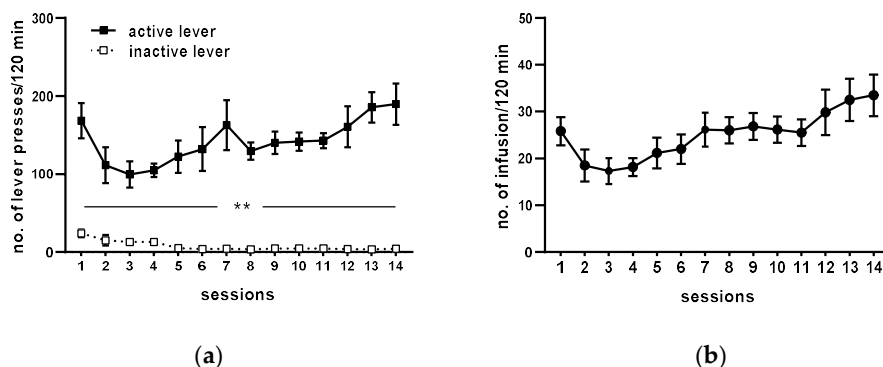 300
200
100
0
no. of lever presses/120 min
active lever
inactive lever
**
1 2 3 4 5 6 7 8 9 10 11 12 13 14
sessions
(a)
50
40
30
20
10
0
no. of infusion/120 min
1 2 3 4 5 6 7 8 9 10 11 12 13 14
sessions
(b)